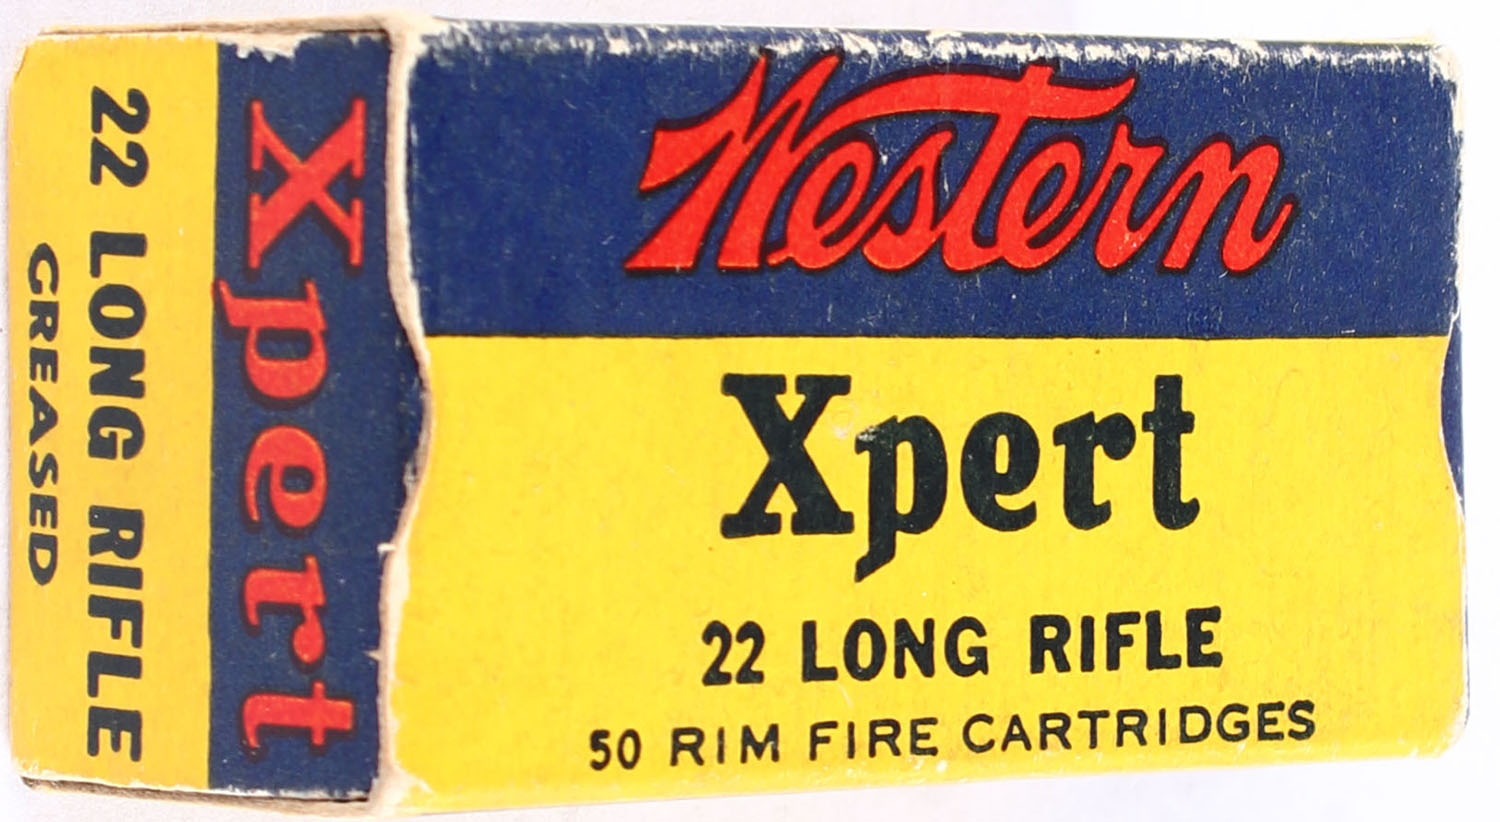 Western
Xpert
22 LONG RIFLE
50 RIM FIRE CARTRIDGES
Xpert
22 LONG RIFLE
GREASED